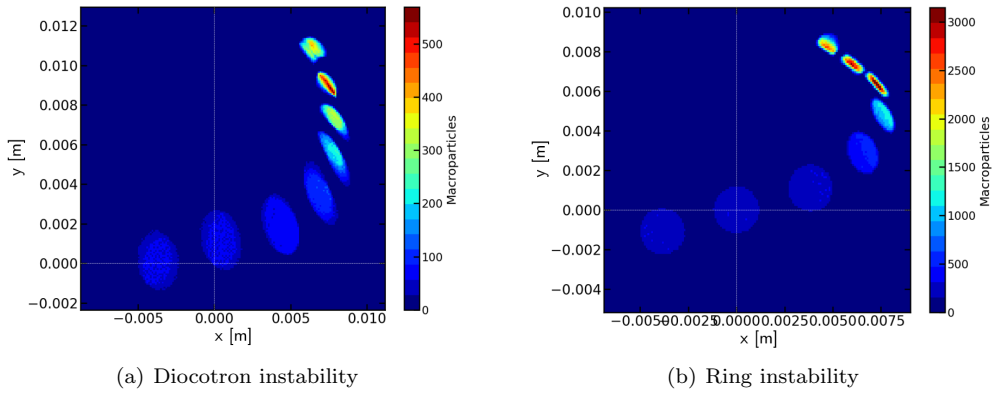 0.012
0.010
0.008
0.006
0.004
0.002
0.000
−0.002
y [m]
−0.005 0.000 0.005 0.010
x [m]
500
400
300
200
100
0
Macroparticles
(a) Diocotron instability
0.010
0.008
0.006
0.004
0.002
0.000
−0.002
−0.004
y [m]
−0.0050 −0.0025 0.0000 0.0025 0.0050 0.0075
x [m]
3000
2500
2000
1500
1000
500
0
Macroparticles
(b) Ring instability